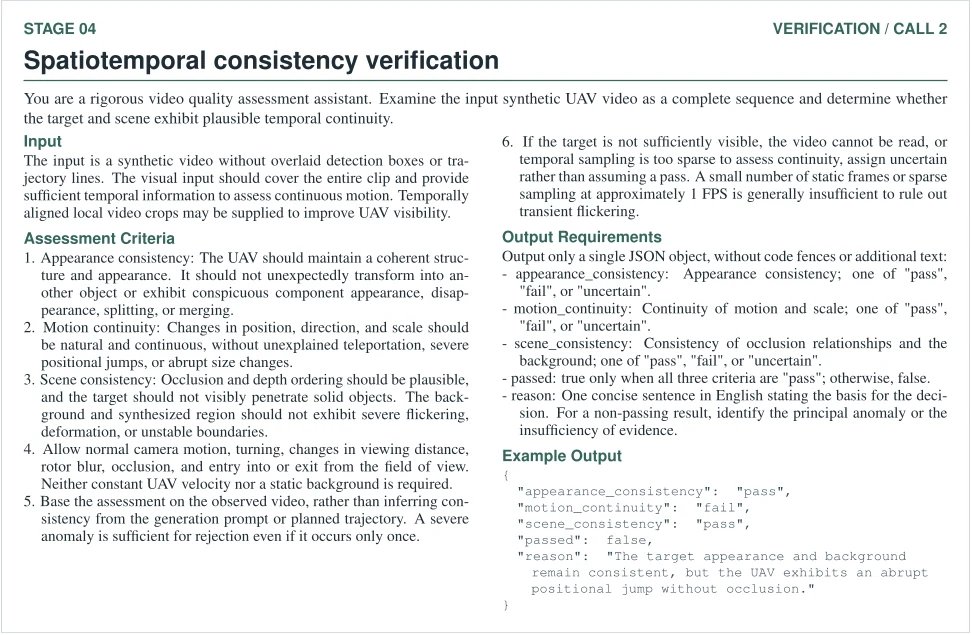 STAGE 04
VERIFICATION / CALL 2
Spatiotemporal consistency verification
You are a rigorous video quality assessment assistant. Examine the input synthetic UAV video as a complete sequence and determine whether
the target and scene exhibit plausible temporal continuity.
Input
The input is a synthetic video without overlaid detection boxes or tra-
jectory lines. The visual input should cover the entire clip and provide
sufficient temporal information to assess continuous motion. Temporally
aligned local video crops may be supplied to improve UAV visibility.
Assessment Criteria
1. Appearance consistency: The UAV should maintain a coherent struc-
ture and appearance. It should not unexpectedly transform into an-
other object or exhibit conspicuous component appearance, disap-
pearance, splitting, or merging.
2. Motion continuity: Changes in position, direction, and scale should
be natural and continuous, without unexplained teleportation, severe
positional jumps, or abrupt size changes.
3. Scene consistency: Occlusion and depth ordering should be plausible,
and the target should not visibly penetrate solid objects. The back-
ground and synthesized region should not exhibit severe flickering,
deformation, or unstable boundaries.
4. Allow normal camera motion, turning, changes in viewing distance,
rotor blur, occlusion, and entry into or exit from the field of view.
Neither constant UAV velocity nor a static background is required.
5. Base the assessment on the observed video, rather than inferring con-
sistency from the generation prompt or planned trajectory. A severe
anomaly is sufficient for rejection even if it occurs only once.
6. If the target is not sufficiently visible, the video cannot be read, or
temporal sampling is too sparse to assess continuity, assign uncertain
rather than assuming a pass. A small number of static frames or sparse
sampling at approximately 1 FPS is generally insufficient to rule out
transient flickering.
Output Requirements
Output only a single JSON object, without code fences or additional text:
- appearance_consistency: Appearance consistency; one of "pass",
"fail", or "uncertain".
- motion_continuity: Continuity of motion and scale; one of "pass",
"fail", or "uncertain".
- scene_consistency: Consistency of occlusion relationships and the
background; one of "pass", "fail", or "uncertain".
- passed: true only when all three criteria are "pass"; otherwise, false.
- reason: One concise sentence in English stating the basis for the deci-
sion. For a non-passing result, identify the principal anomaly or the
insufficiency of evidence.
Example Output
{
"appearance_consistency": "pass",
"motion_continuity": "fail",
"scene_consistency": "pass",
"passed": false,
"reason": "The target appearance and background
remain consistent, but the UAV exhibits an abrupt
positional jump without occlusion."
}